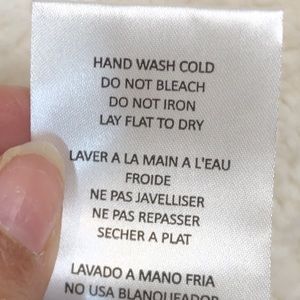 HAND WASH COLD
DO NOT BLEACH
DO NOT IRON
LAY FLAT TO DRY
LAVER A LA MAIN A L'EAU
FROIDE
NE PAS JAVELLISER
NE PAS REPASSER
SECHER A PLAT
LAVADO A MANO FRIA
NO USA BLANQUEADOR